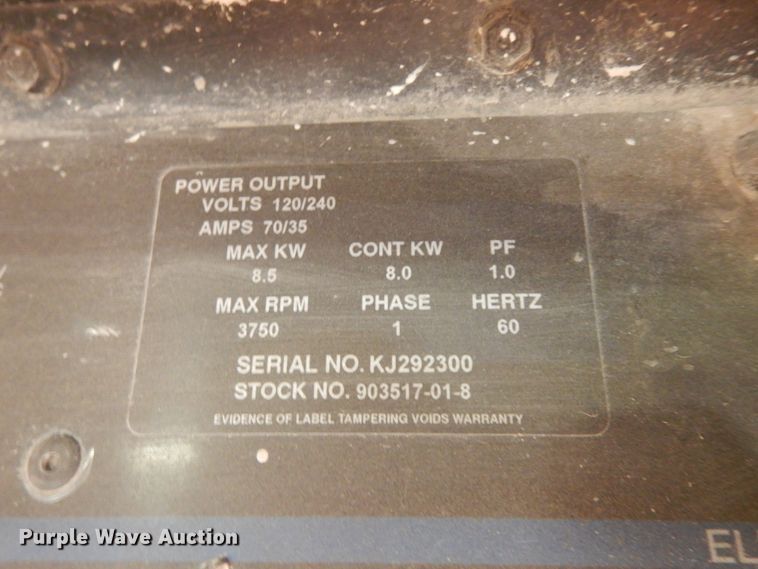 POWER OUTPUT
VOLTS 120/240
AMPS 70/35
MAX KW CONT KW PF
8.5 8.0 1.0
MAX RPM PHASE HERTZ
3750 1 60
SERIAL NO. KJ292300
STOCK NO. 903517-01-8
EVIDENCE OF LABEL TAMPERING VOIDS WARRANTY
Purple Wave Auction
EL